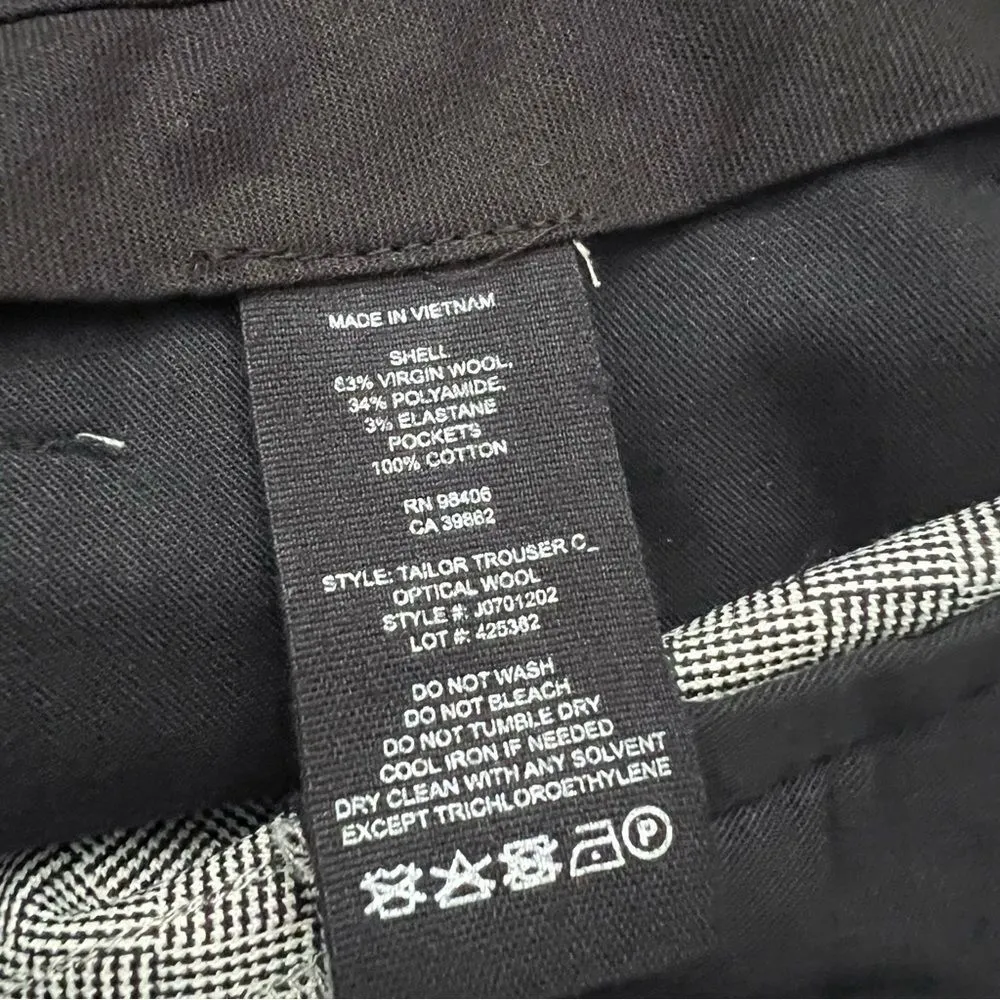 MADE IN VIETNAM
SHELL
63% VIRGIN WOOL,
34% POLYAMIDE,
3% ELASTANE
POCKETS
100% COTTON
RN 98406
CA 39882
STYLE: TAILOR TROUSER C_
OPTICAL WOOL
STYLE #: J0701202
LOT #: 425382
DO NOT WASH
DO NOT BLEACH
DO NOT TUMBLE DRY
COOL IRON IF NEEDED
DRY CLEAN WITH ANY SOLVENT
EXCEPT TRICHLOROETHYLENE
P